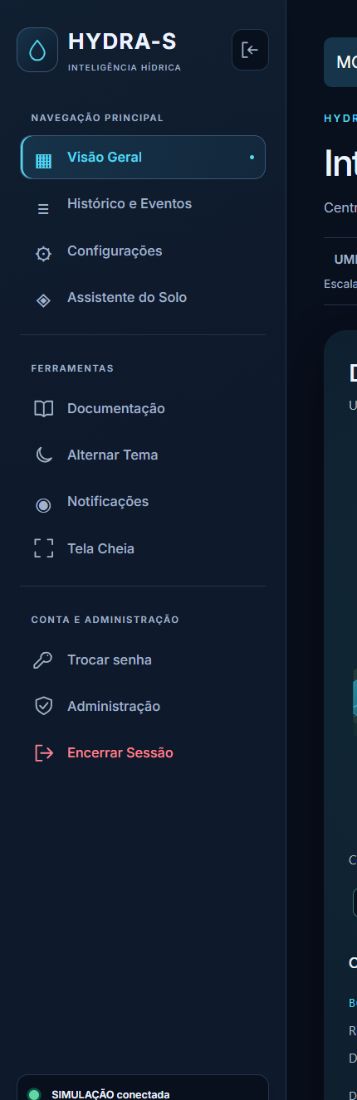 HYDRA-S
INTELIGÊNCIA HÍDRICA
NAVEGAÇÃO PRINCIPAL
Visão Geral
Histórico e Eventos
Configurações
Assistente do Solo
FERRAMENTAS
Documentação
Alternar Tema
Notificações
Tela Cheia
CONTA E ADMINISTRAÇÃO
Trocar senha
Administração
Encerrar Sessão
SIMULAÇÃO conectada